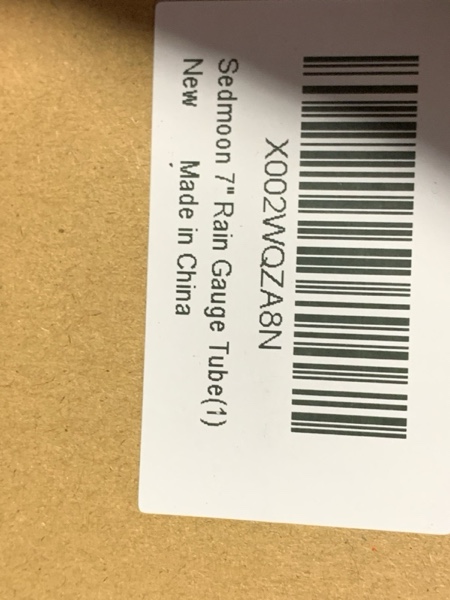 X002WQZA8N
Sedmoon 7" Rain Gauge Tube(1)
New Made in China